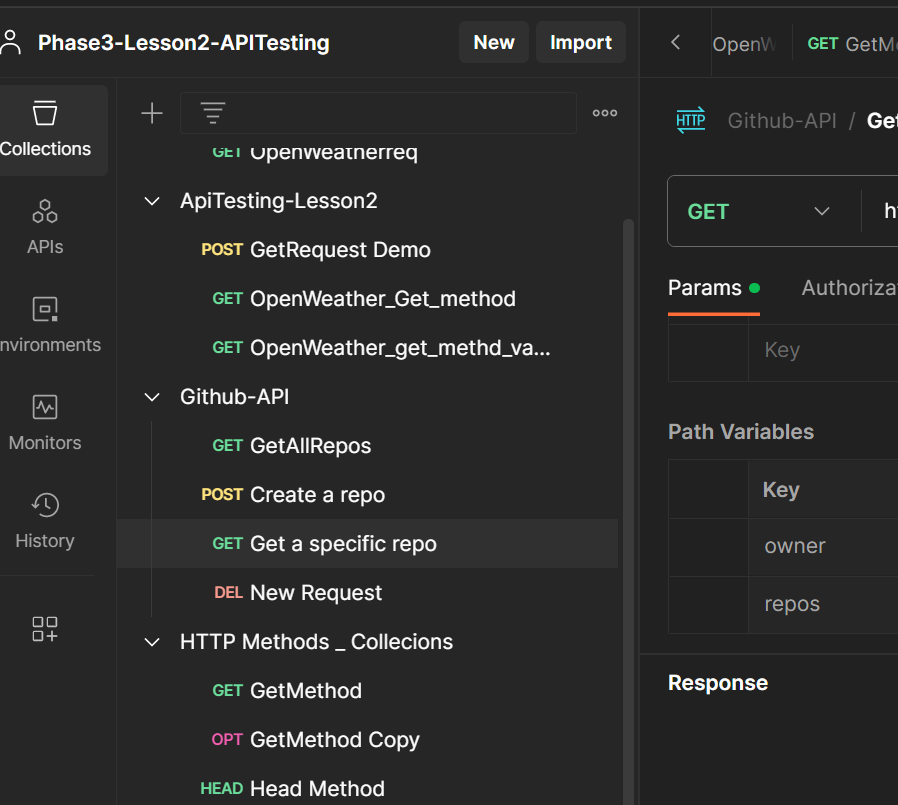 Phase3-Lesson2-APITesting
New
Import
OpenW
GET GetM
Collections
APIs
nvironments
Monitors
History
GET OpenWeatherreq
ApiTesting-Lesson2
POST GetRequest Demo
GET OpenWeather_Get_method
GET OpenWeather_get_methd_va...
Github-API
GET GetAllRepos
POST Create a repo
GET Get a specific repo
DEL New Request
HTTP Methods _ Collecions
GET GetMethod
OPT GetMethod Copy
HEAD Head Method
HTTP Github-API / Get
GET
Params
Authoriza
Key
Path Variables
Key
owner
repos
Response